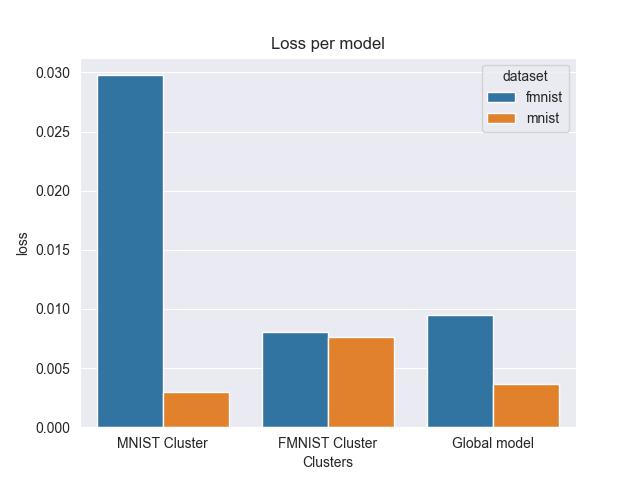 Loss per model
dataset
fmnist
mnist
0.030
0.025
0.020
0.015
0.010
0.005
0.000
loss
MNIST Cluster
FMNIST Cluster
Global model
Clusters